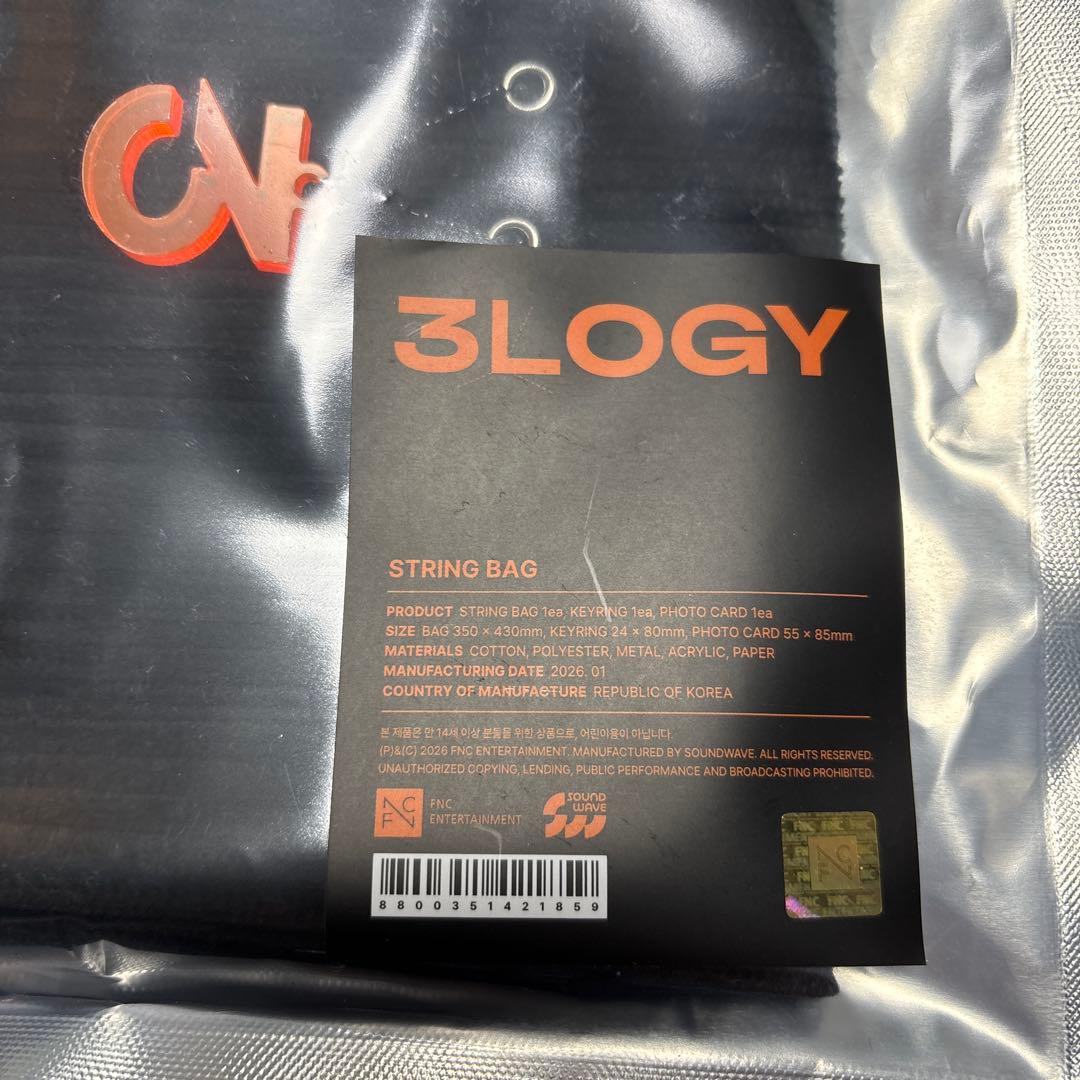 3LOGY
STRING BAG
PRODUCT STRING BAG 1ea, KEYRING 1ea, PHOTO CARD 1ea
SIZE BAG 350 × 430mm, KEYRING 24 × 80mm, PHOTO CARD 55 × 85mm
MATERIALS COTTON, POLYESTER, METAL, ACRYLIC, PAPER
MANUFACTURING DATE 2026. 01
COUNTRY OF MANUFACTURE REPUBLIC OF KOREA
본 제품은 만 14세 이상 분들을 위한 상품으로, 어린이용이 아닙니다.
(P)&(C) 2026 FNC ENTERTAINMENT. MANUFACTURED BY SOUNDWAVE. ALL RIGHTS RESERVED.
UNAUTHORIZED COPYING, LENDING, PUBLIC PERFORMANCE AND BROADCASTING PROHIBITED.
FNC
ENTERTAINMENT
SOUND
WAVE
8800351421859